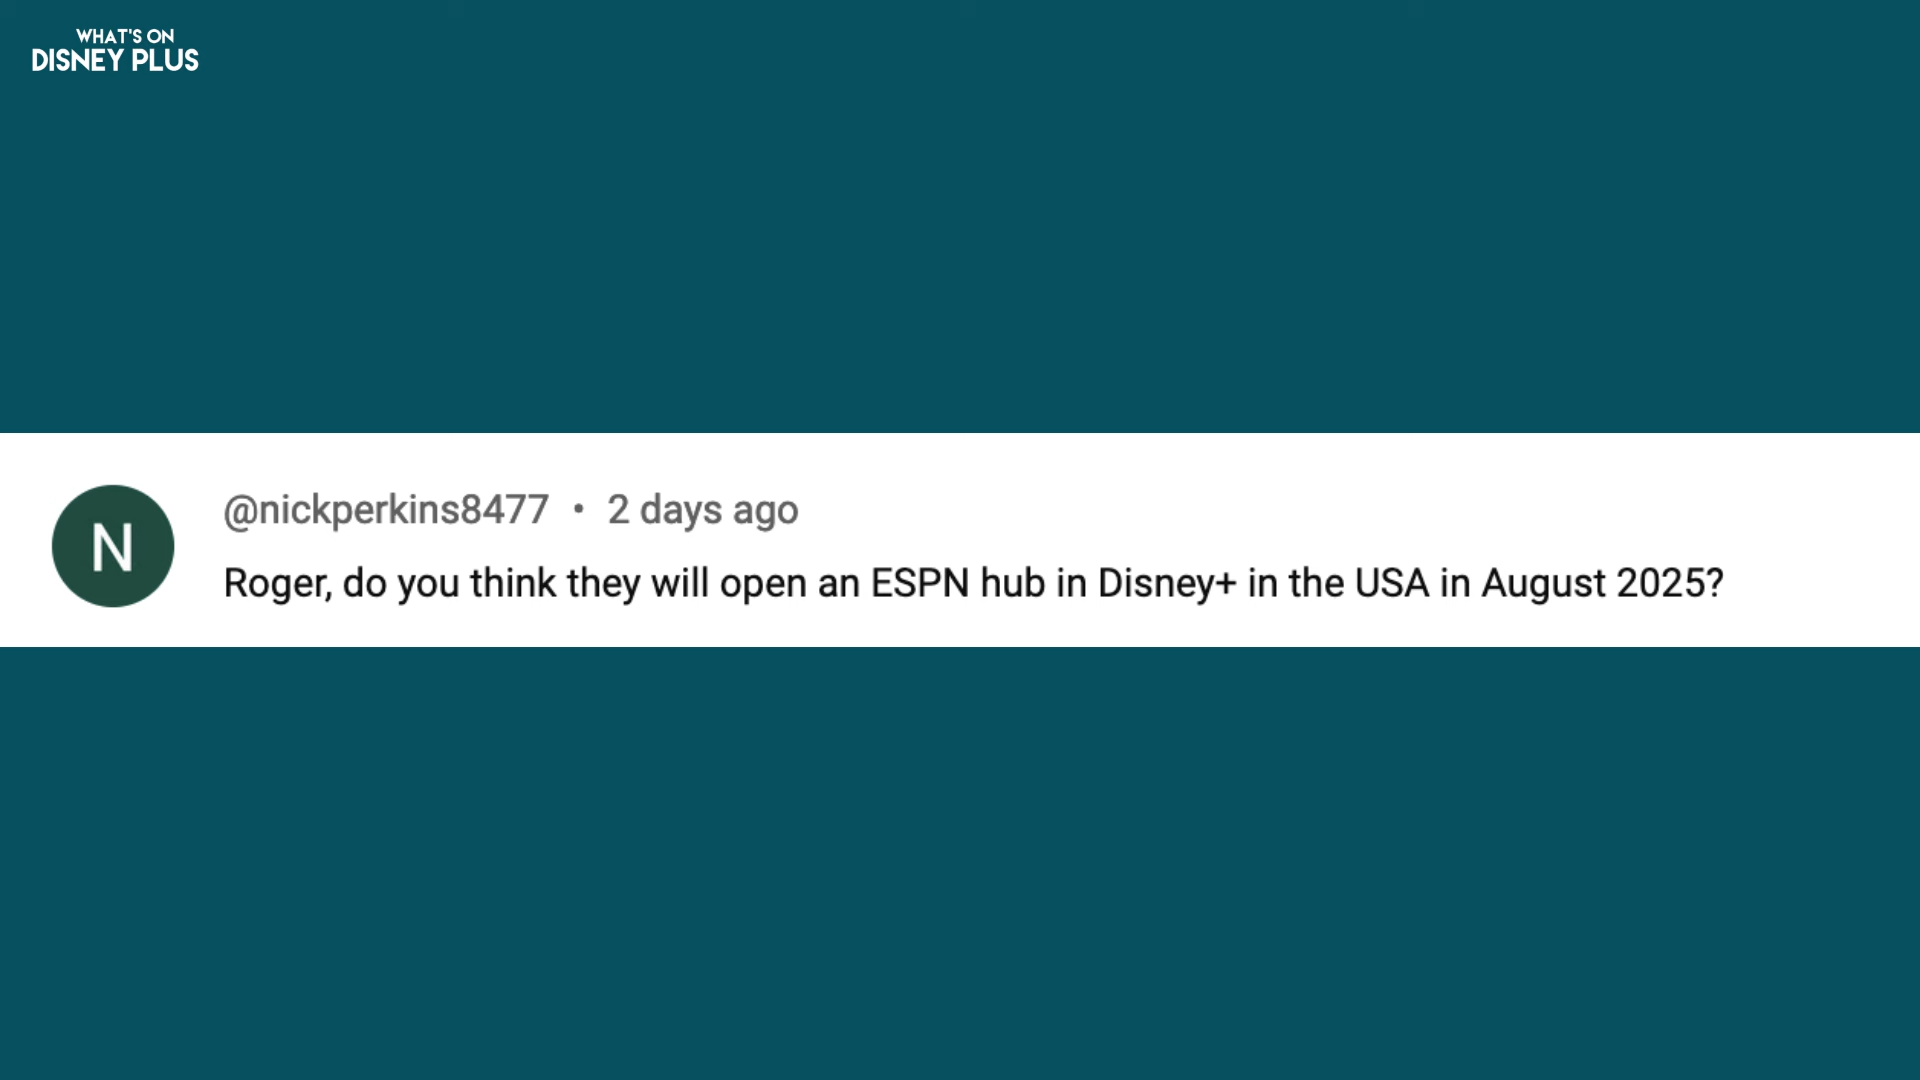 WHAT'S ON
DISNEY PLUS
N
@nickperkins8477 • 2 days ago
Roger, do you think they will open an ESPN hub in Disney+ in the USA in August 2025?